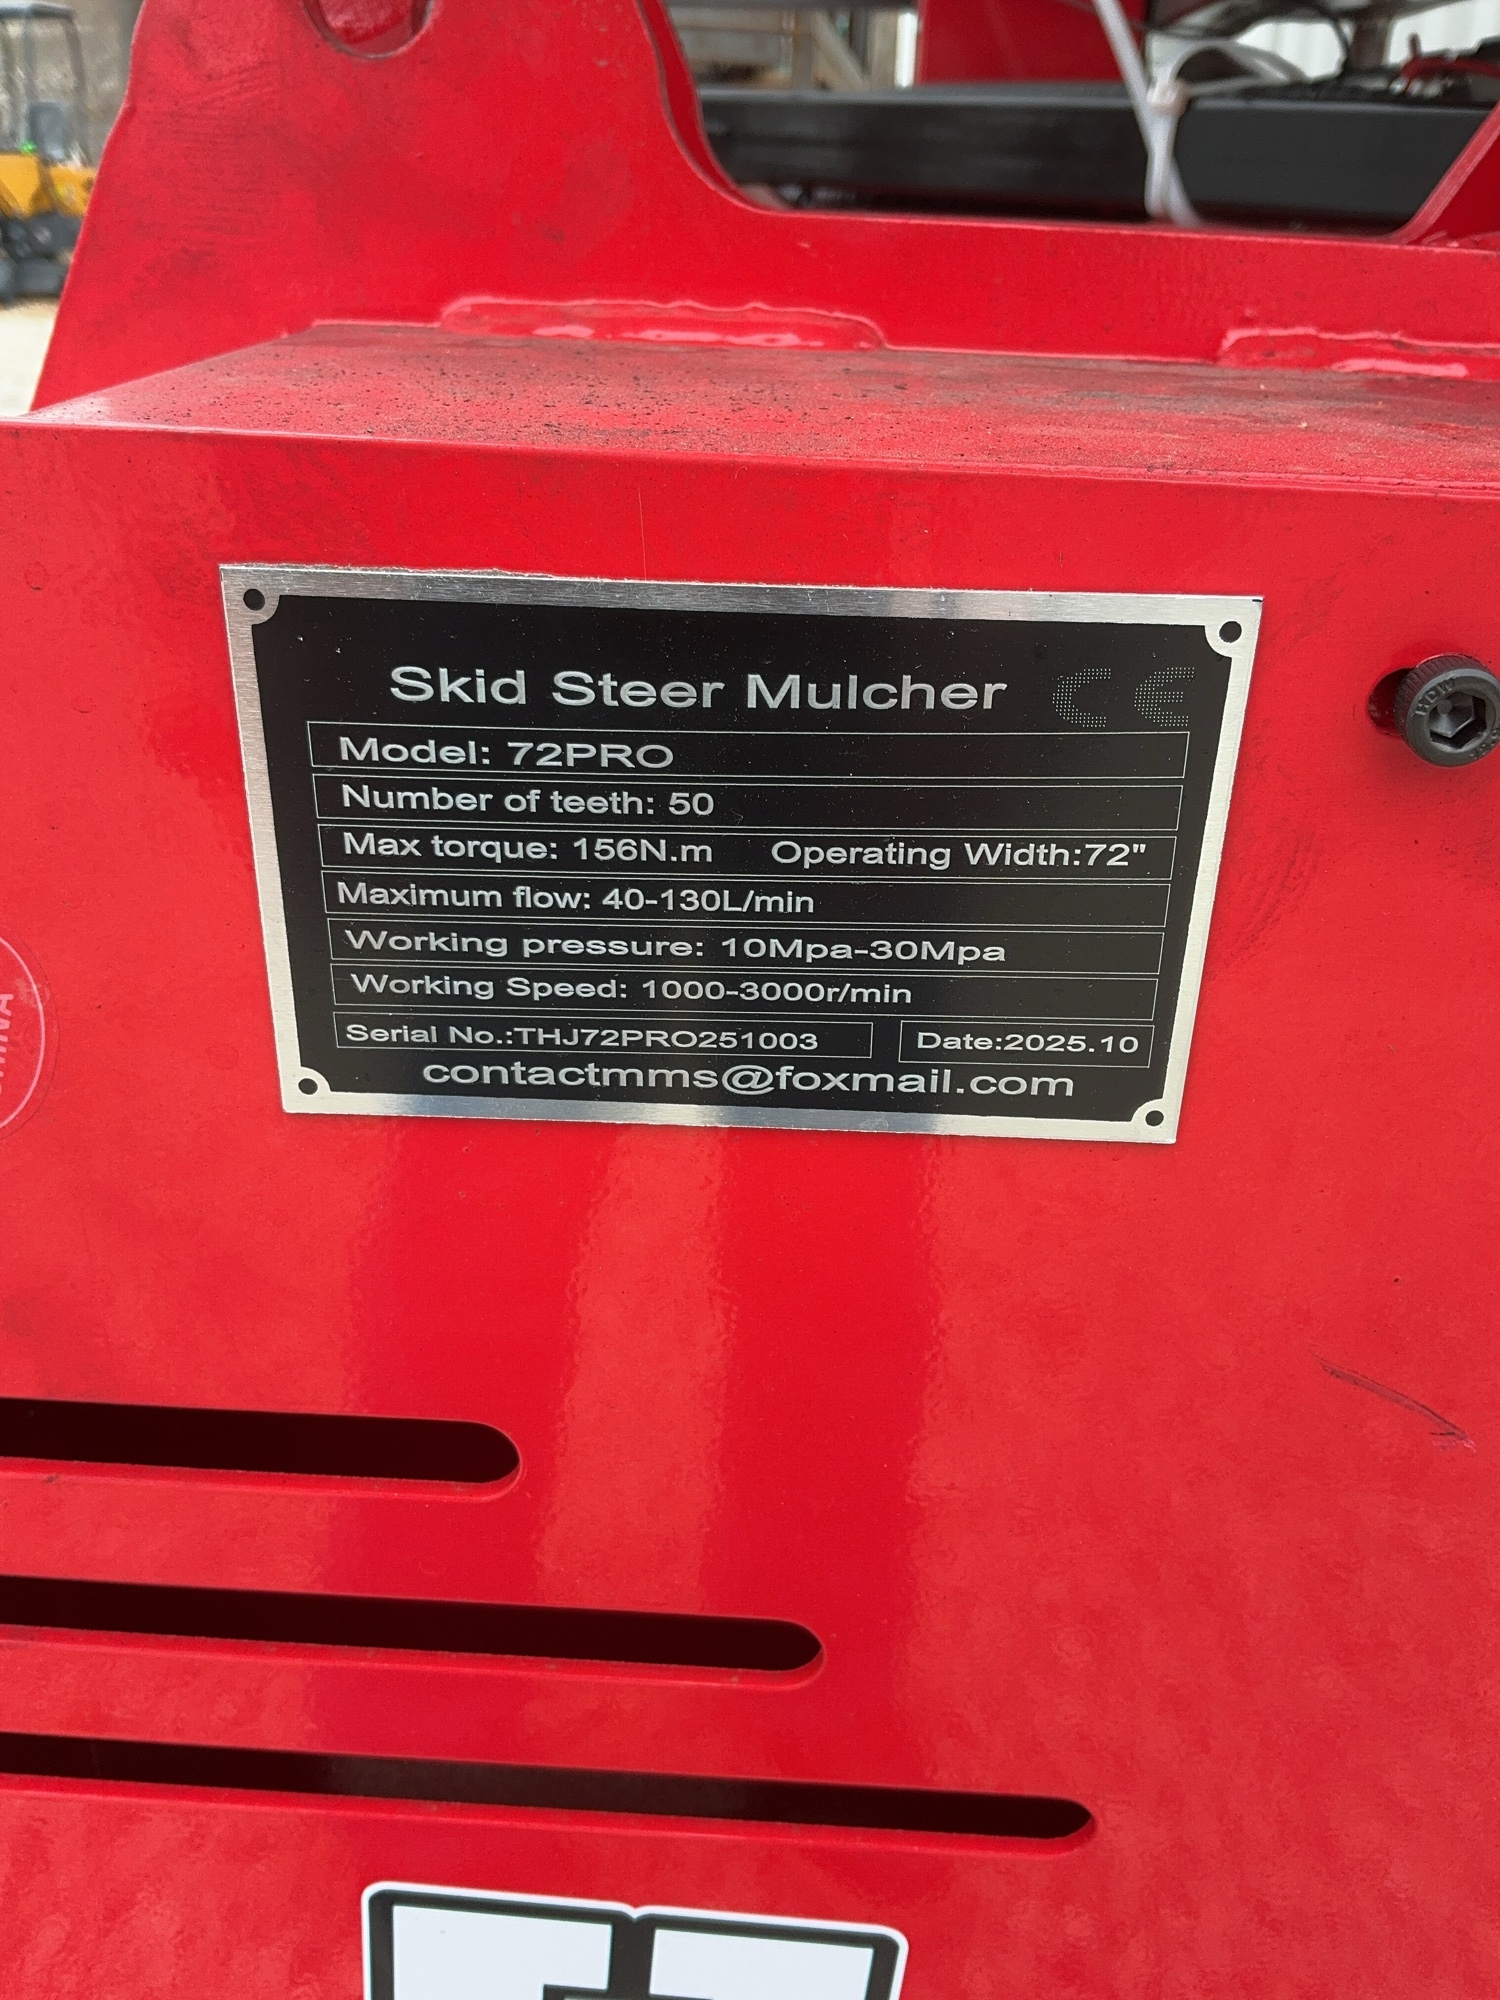 Skid Steer Mulcher CE
Model: 72PRO
Number of teeth: 50
Max torque: 156N.m Operating Width:72"
Maximum flow: 40-130L/min
Working pressure: 10Mpa-30Mpa
Working Speed: 1000-3000r/min
Serial No.:THJ72PRO251003 Date:2025.10
contactmms@foxmail.com